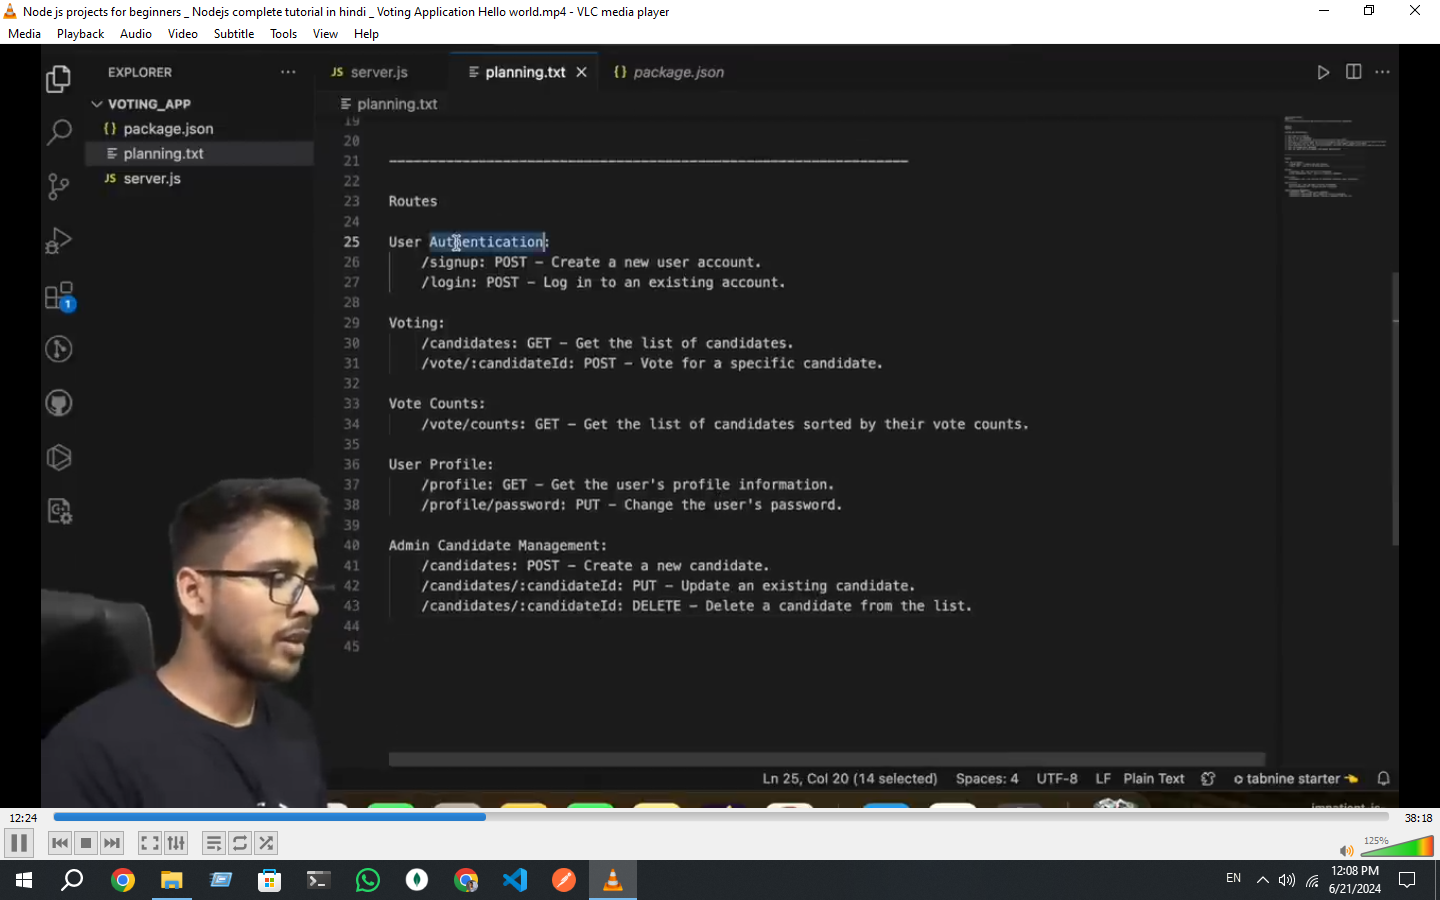 Node js projects for beginners _ Nodejs complete tutorial in hindi _ Voting Application Hello world.mp4 - VLC media player
Media Playback Audio Video Subtitle Tools View Help
EXPLORER ··· JS server.js planning.txt × {} package.json ···
VOTING_APP planning.txt
{} package.json
planning.txt
JS server.js
19
20
21 ----------------------------------------------------------------
22
23 Routes
24
25 User Authentication:
26 /signup: POST – Create a new user account.
27 /login: POST – Log in to an existing account.
28
29 Voting:
30 /candidates: GET – Get the list of candidates.
31 /vote/:candidateId: POST – Vote for a specific candidate.
32
33 Vote Counts:
34 /vote/counts: GET – Get the list of candidates sorted by their vote counts.
35
36 User Profile:
37 /profile: GET – Get the user's profile information.
38 /profile/password: PUT – Change the user's password.
39
40 Admin Candidate Management:
41 /candidates: POST – Create a new candidate.
42 /candidates/:candidateId: PUT – Update an existing candidate.
43 /candidates/:candidateId: DELETE – Delete a candidate from the list.
44
45
1
Ln 25, Col 20 (14 selected) Spaces: 4 UTF-8 LF Plain Text tabnine starter
12:24 38:18
125%
EN 12:08 PM
6/21/2024